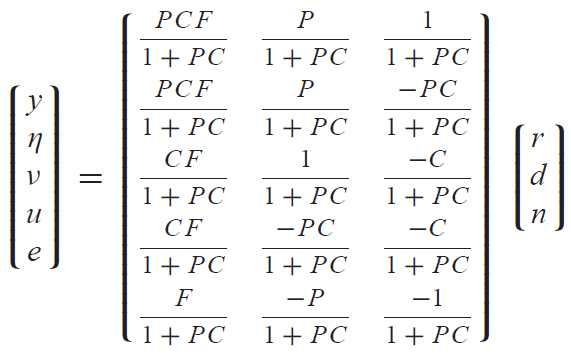 y = PCF/(1 + PC) P/(1 + PC) 1/(1 + PC) r
η PCF/(1 + PC) P/(1 + PC) −PC/(1 + PC) d
ν CF/(1 + PC) 1/(1 + PC) −C/(1 + PC) n
u CF/(1 + PC) −PC/(1 + PC) −C/(1 + PC)
e F/(1 + PC) −P/(1 + PC) −1/(1 + PC)